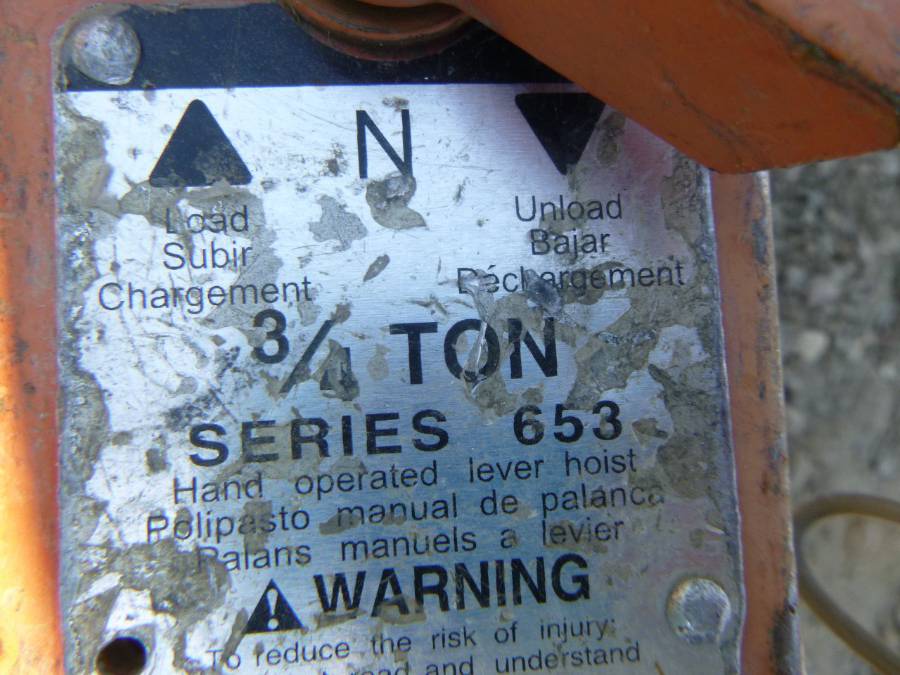 N
Load
Subir
Chargement
Unload
Bajar
Déchargement
3/4 TON
SERIES 653
Hand operated lever hoist
Polipasto manual de palanca
Palans manuels a levier
WARNING
To reduce the risk of injury:
read and understand